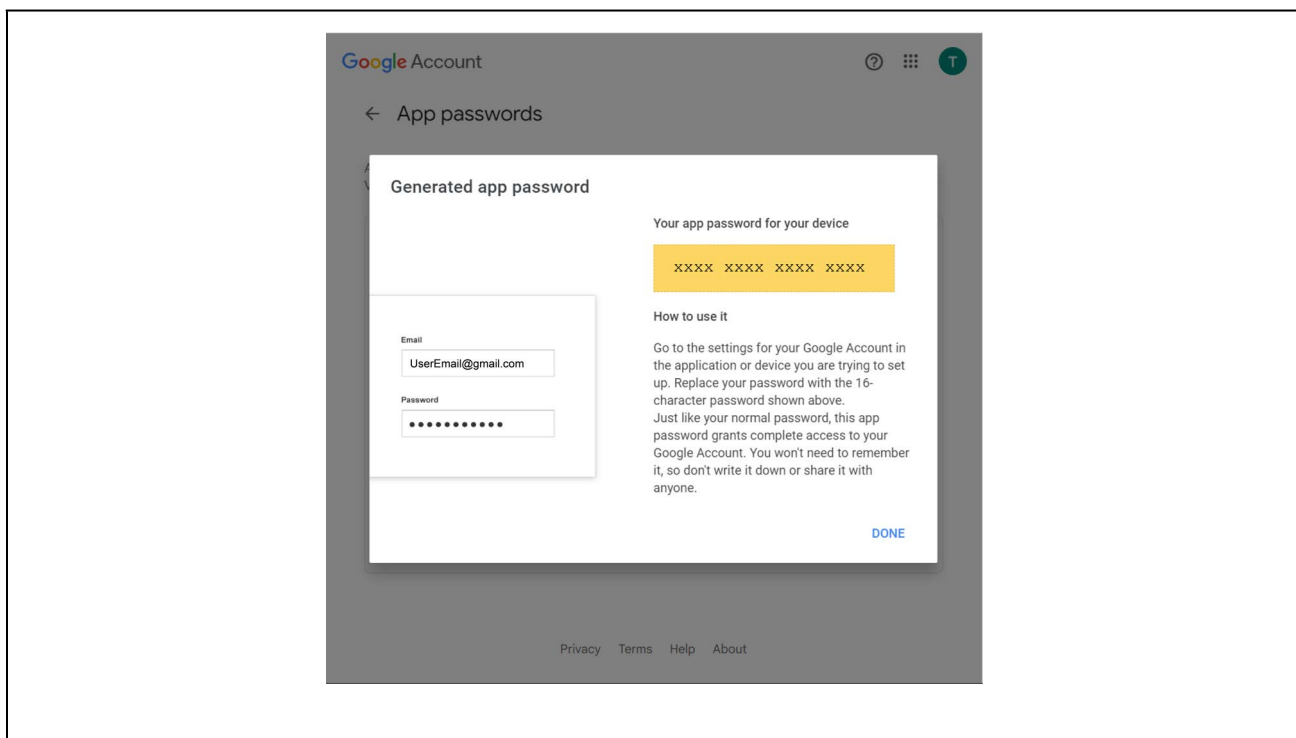 Google Account
T
App passwords
A
V
Generated app password
Your app password for your device
xxxx xxxx xxxx xxxx
How to use it
Email
UserEmail@gmail.com
Password
Go to the settings for your Google Account in
the application or device you are trying to set
up. Replace your password with the 16-
character password shown above.
Just like your normal password, this app
password grants complete access to your
Google Account. You won't need to remember
it, so don't write it down or share it with
anyone.
DONE
Privacy Terms Help About